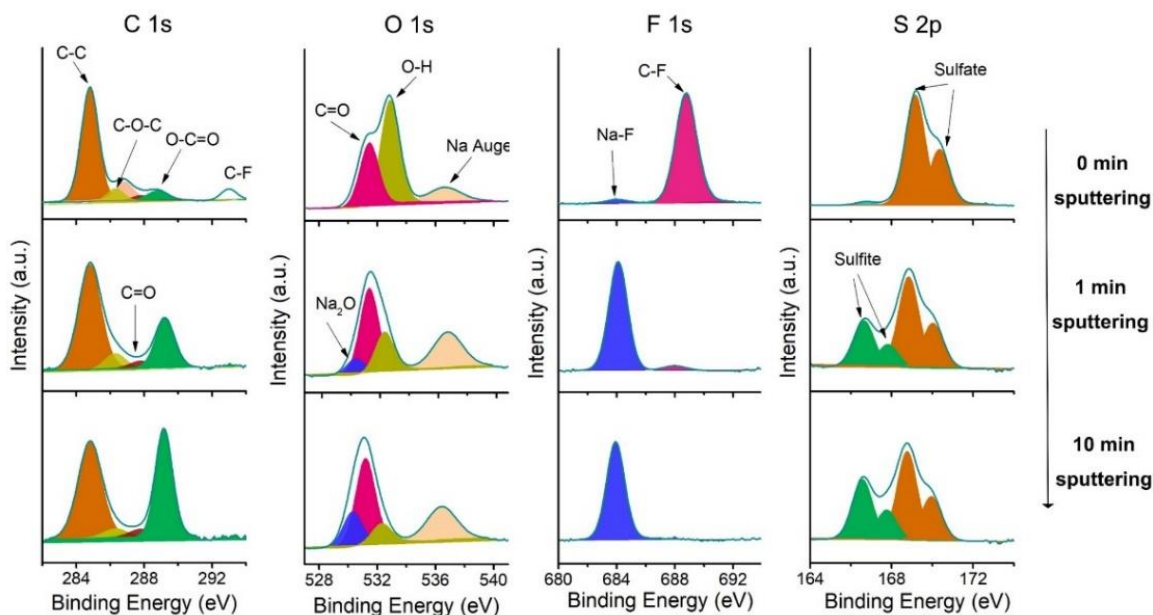 C 1s
O 1s
F 1s
S 2p
C-C
C-O-C
O-C=O
C-F
C=O
O-H
Na Auge
Na-F
C-F
Sulfate
0 min
sputtering
Intensity (a.u.)
Intensity (a.u.)
Intensity (a.u.)
Intensity (a.u.)
C=O
Na₂O
Sulfite
1 min
sputtering
10 min
sputtering
284 288 292
528 532 536 540
680 684 688 692
164 168 172
Binding Energy (eV)
Binding Energy (eV)
Binding Energy (eV)
Binding Energy (eV)